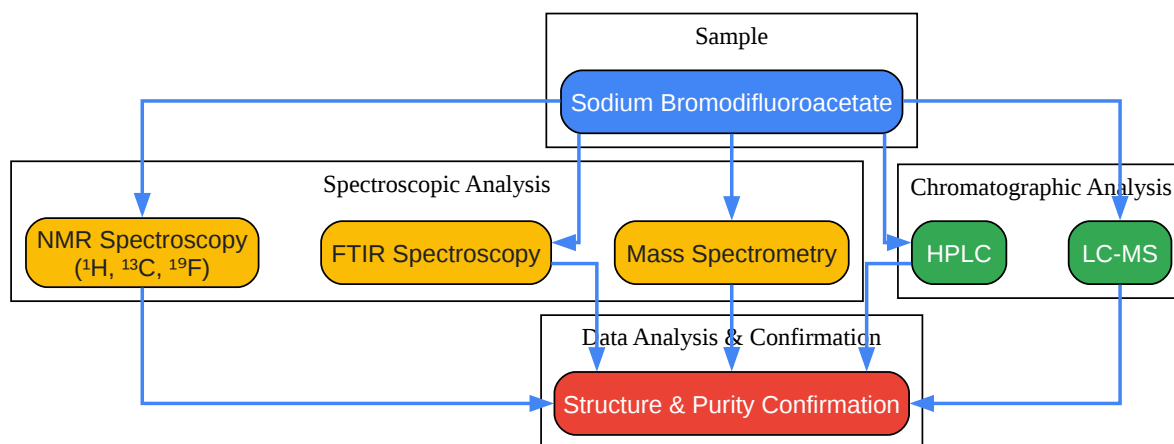 Sample
Sodium Bromodifluoroacetate
Spectroscopic Analysis
NMR Spectroscopy
(¹H, ¹³C, ¹⁹F)
FTIR Spectroscopy
Mass Spectrometry
Chromatographic Analysis
HPLC
LC-MS
Data Analysis & Confirmation
Structure & Purity Confirmation